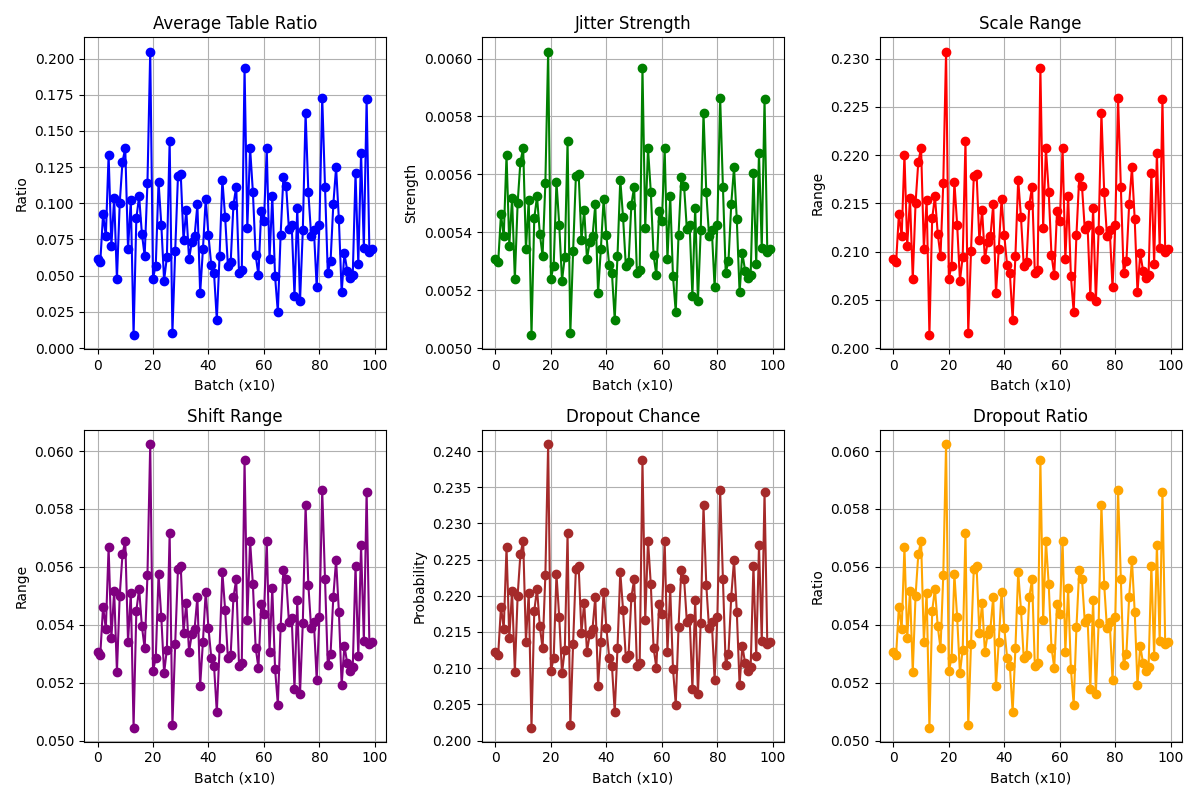 Average Table Ratio
Ratio
0.200
0.175
0.150
0.125
0.100
0.075
0.050
0.025
0.000
0 20 40 60 80 100
Batch (x10)
Jitter Strength
Strength
0.0060
0.0058
0.0056
0.0054
0.0052
0.0050
0 20 40 60 80 100
Batch (x10)
Scale Range
Range
0.230
0.225
0.220
0.215
0.210
0.205
0.200
0 20 40 60 80 100
Batch (x10)
Shift Range
Range
0.060
0.058
0.056
0.054
0.052
0.050
0 20 40 60 80 100
Batch (x10)
Dropout Chance
Probability
0.240
0.235
0.230
0.225
0.220
0.215
0.210
0.205
0.200
0 20 40 60 80 100
Batch (x10)
Dropout Ratio
Ratio
0.060
0.058
0.056
0.054
0.052
0.050
0 20 40 60 80 100
Batch (x10)